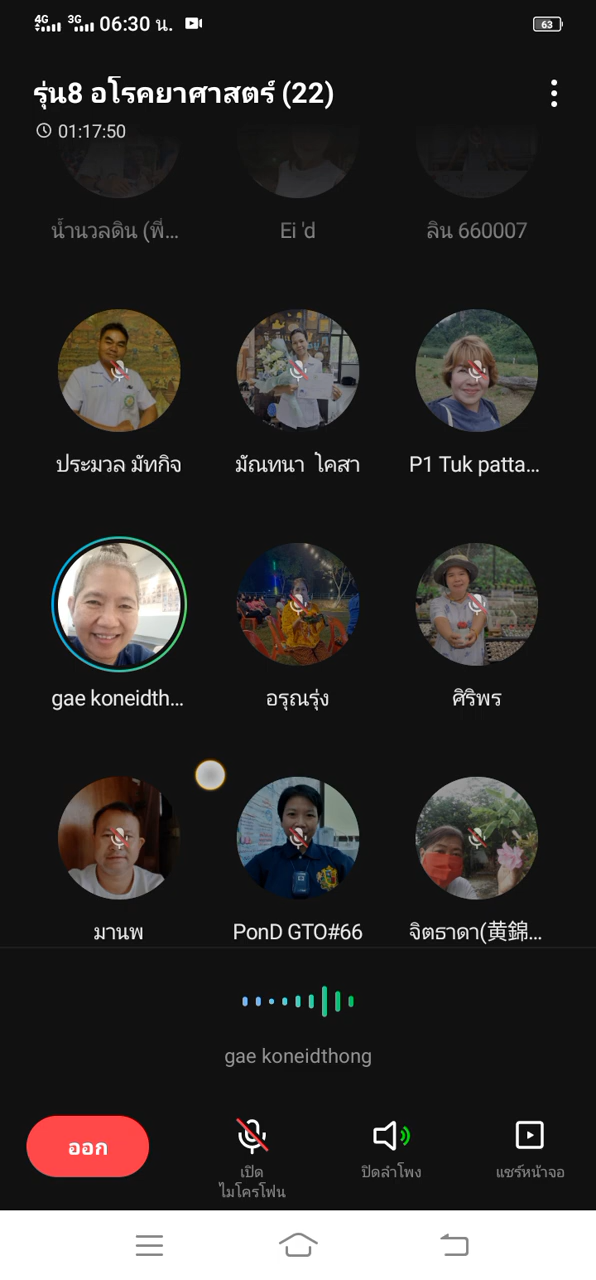 4G 3G 06:30 น. 63
รุ่น8 อโรคยาศาสตร์ (22)
01:17:50
น้ำนวลดิน (พี่... Ei 'd ลิน 660007
ประมวล มัทกิจ มัณทนา ไคสา P1 Tuk patta...
gae koneidth... อรุณรุ่ง ศิริพร
มานพ PonD GTO#66 จิตธาดา(黄錦...
gae koneidthong
ออก
เปิด
ไมโครโฟน
ปิดลำโพง
แชร์หน้าจอ